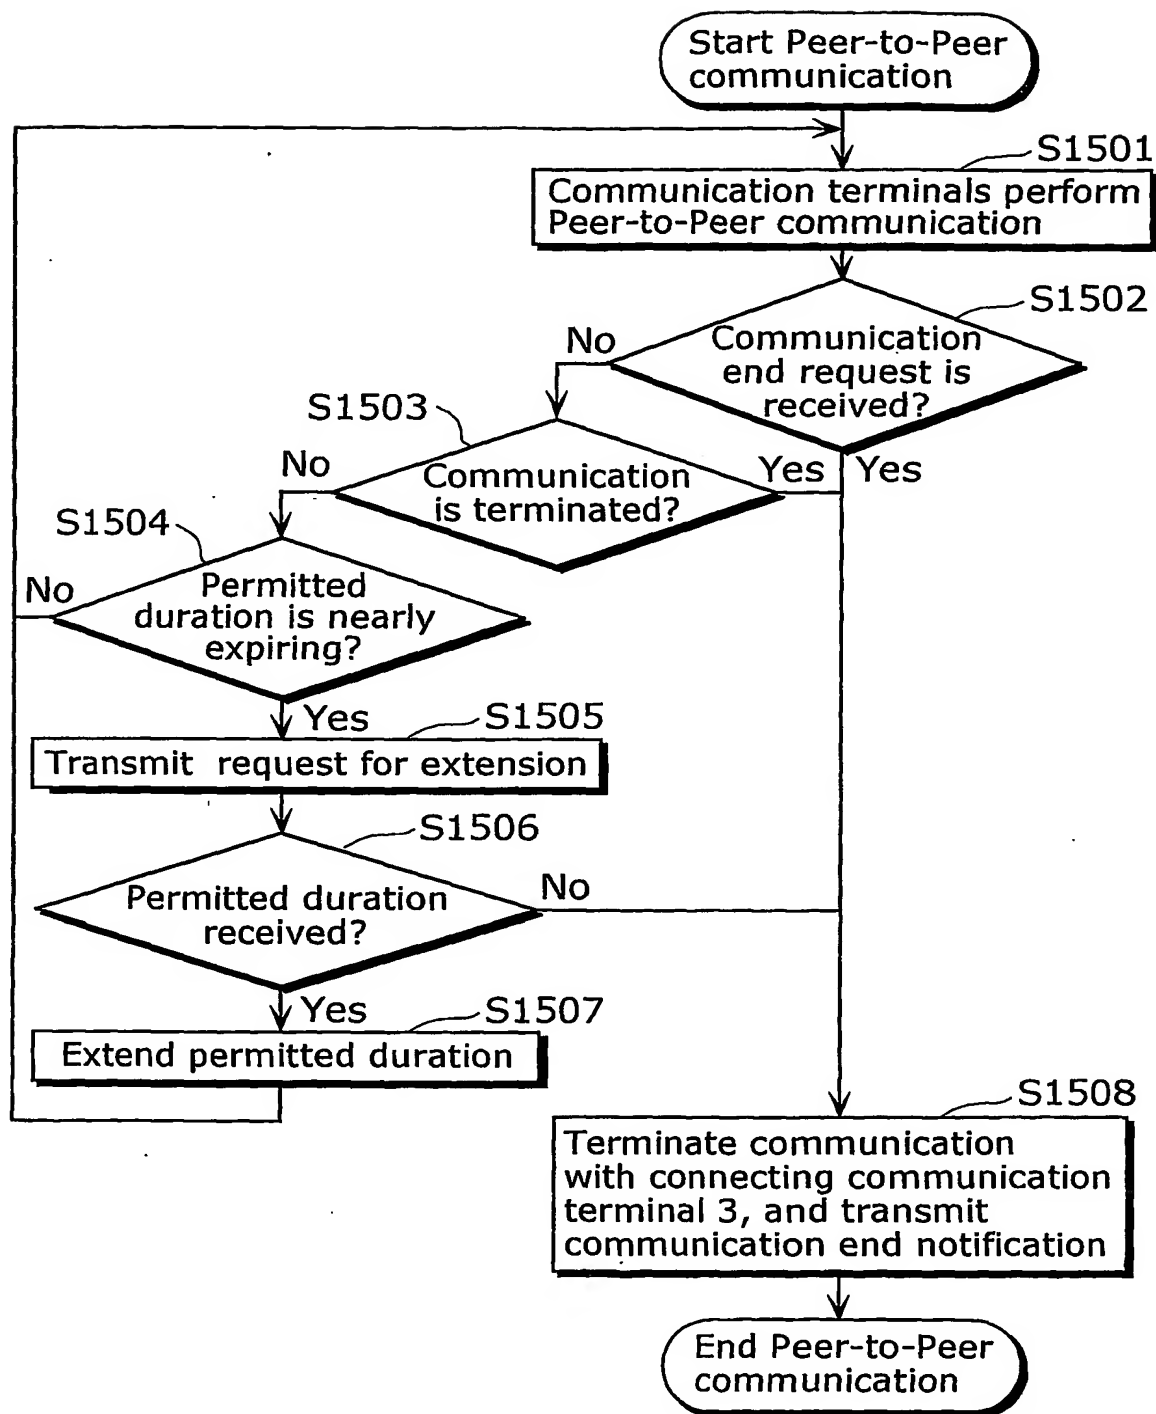 Start Peer-to-Peer
communication
S1501
Communication terminals perform
Peer-to-Peer communication
S1502
Communication
end request is
received?
No
Yes
S1503
Communication
is terminated?
No
Yes
S1504
Permitted
duration is nearly
expiring?
No
Yes
S1505
Transmit request for extension
S1506
Permitted duration
received?
No
Yes
S1507
Extend permitted duration
S1508
Terminate communication
with connecting communication
terminal 3, and transmit
communication end notification
End Peer-to-Peer
communication